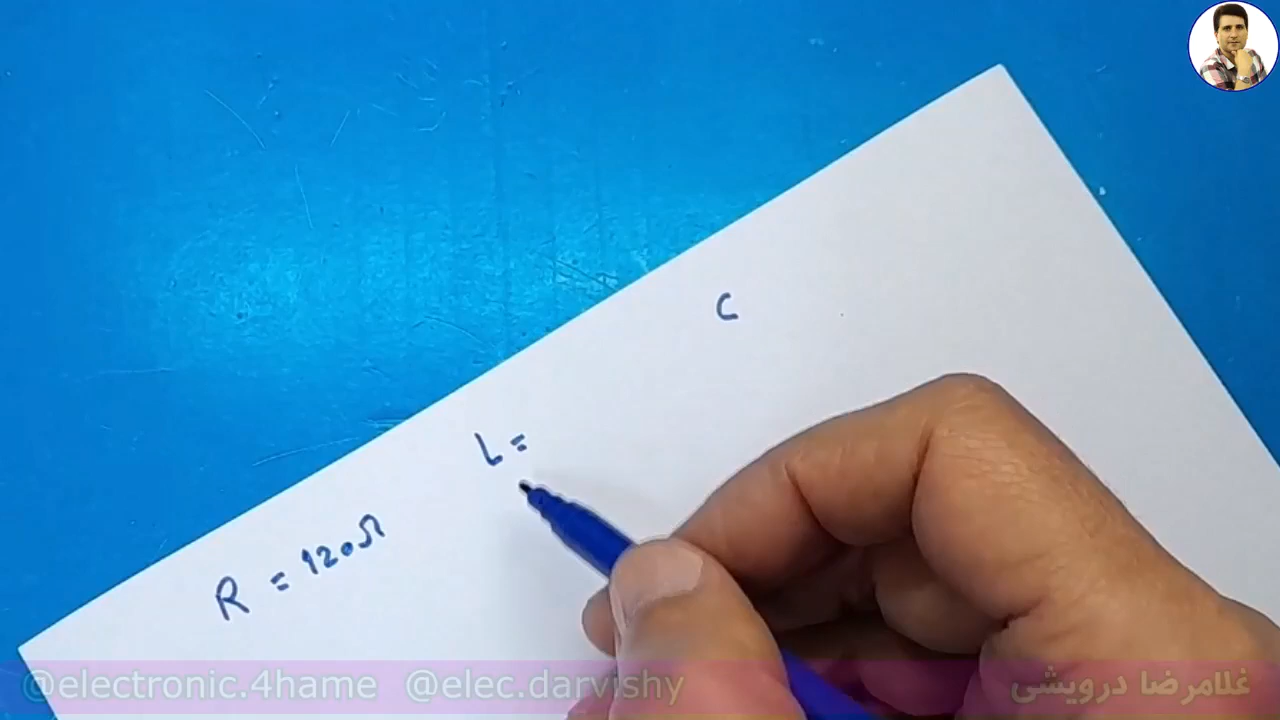 C
L =
R = 120Ω
@electronic.4hame @elec.darvishy غلامرضا درویشی